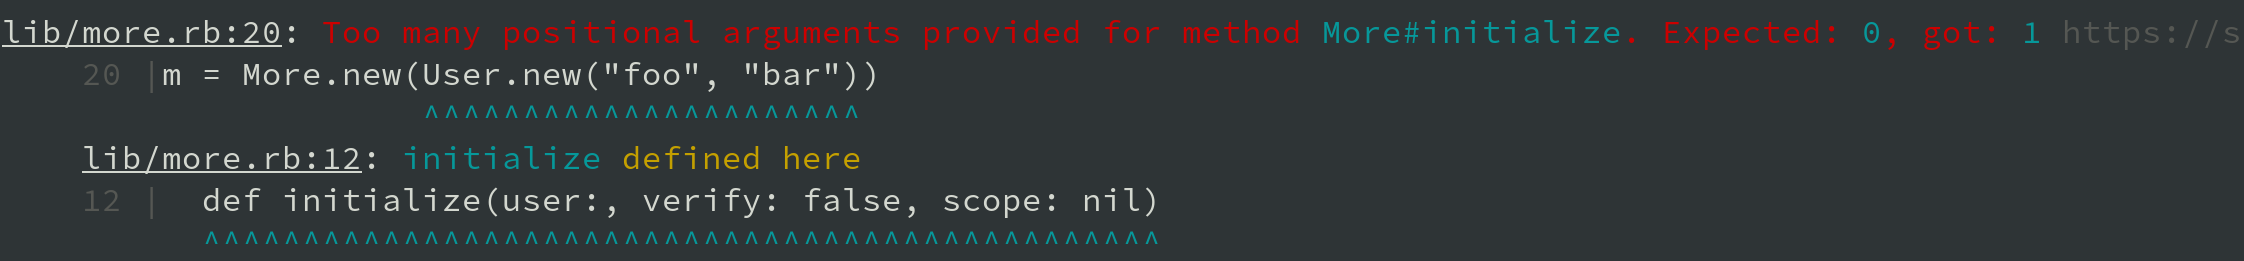 lib/more.rb:20: Too many positional arguments provided for method More#initialize. Expected: 0, got: 1 https://s
20 |m = More.new(User.new("foo", "bar"))
^^^^^^^^^^^^^^^^^^^^^^
lib/more.rb:12: initialize defined here
12 |  def initialize(user:, verify: false, scope: nil)
^^^^^^^^^^^^^^^^^^^^^^^^^^^^^^^^^^^^^^^^^^^^^^^^